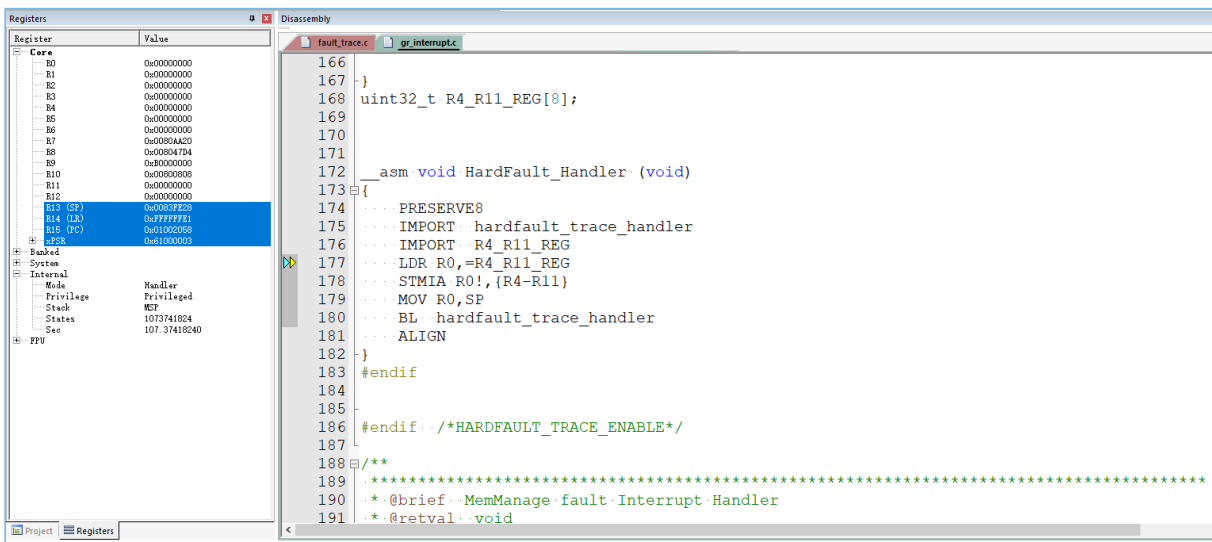 Registers
Disassembly
Register Value
fault_trace.c gr_interrupt.c
Core
R0 0x00000000
R1 0x00000000
R2 0x00000000
R3 0x00000000
R4 0x00000000
R5 0x00000000
R6 0x00000000
R7 0x0080AA20
R8 0x008047D4
R9 0xB0000000
R10 0x00800808
R11 0x00000000
R12 0x00000000
R13 (SP) 0x0083FE28
R14 (LR) 0xFFFFFFE1
R15 (PC) 0x01002058
xPSR 0x61000003
Banked
System
Internal
Mode Handler
Privilege Privileged
Stack MSP
States 1073741824
Sec 107.37418240
FPU
Project Registers
166
167 }
168 uint32_t R4_R11_REG[8];
169
170
171
172 __asm void HardFault_Handler (void)
173 {
174 PRESERVE8
175 IMPORT hardfault_trace_handler
176 IMPORT R4_R11_REG
177 LDR R0,=R4_R11_REG
178 STMIA R0!,{R4-R11}
179 MOV R0,SP
180 BL hardfault_trace_handler
181 ALIGN
182 }
183 #endif
184
185
186 #endif /*HARDFAULT_TRACE_ENABLE*/
187
188 /**
189 ****************************************************************************************
190 * @brief MemManage fault Interrupt Handler
191 * @retval void